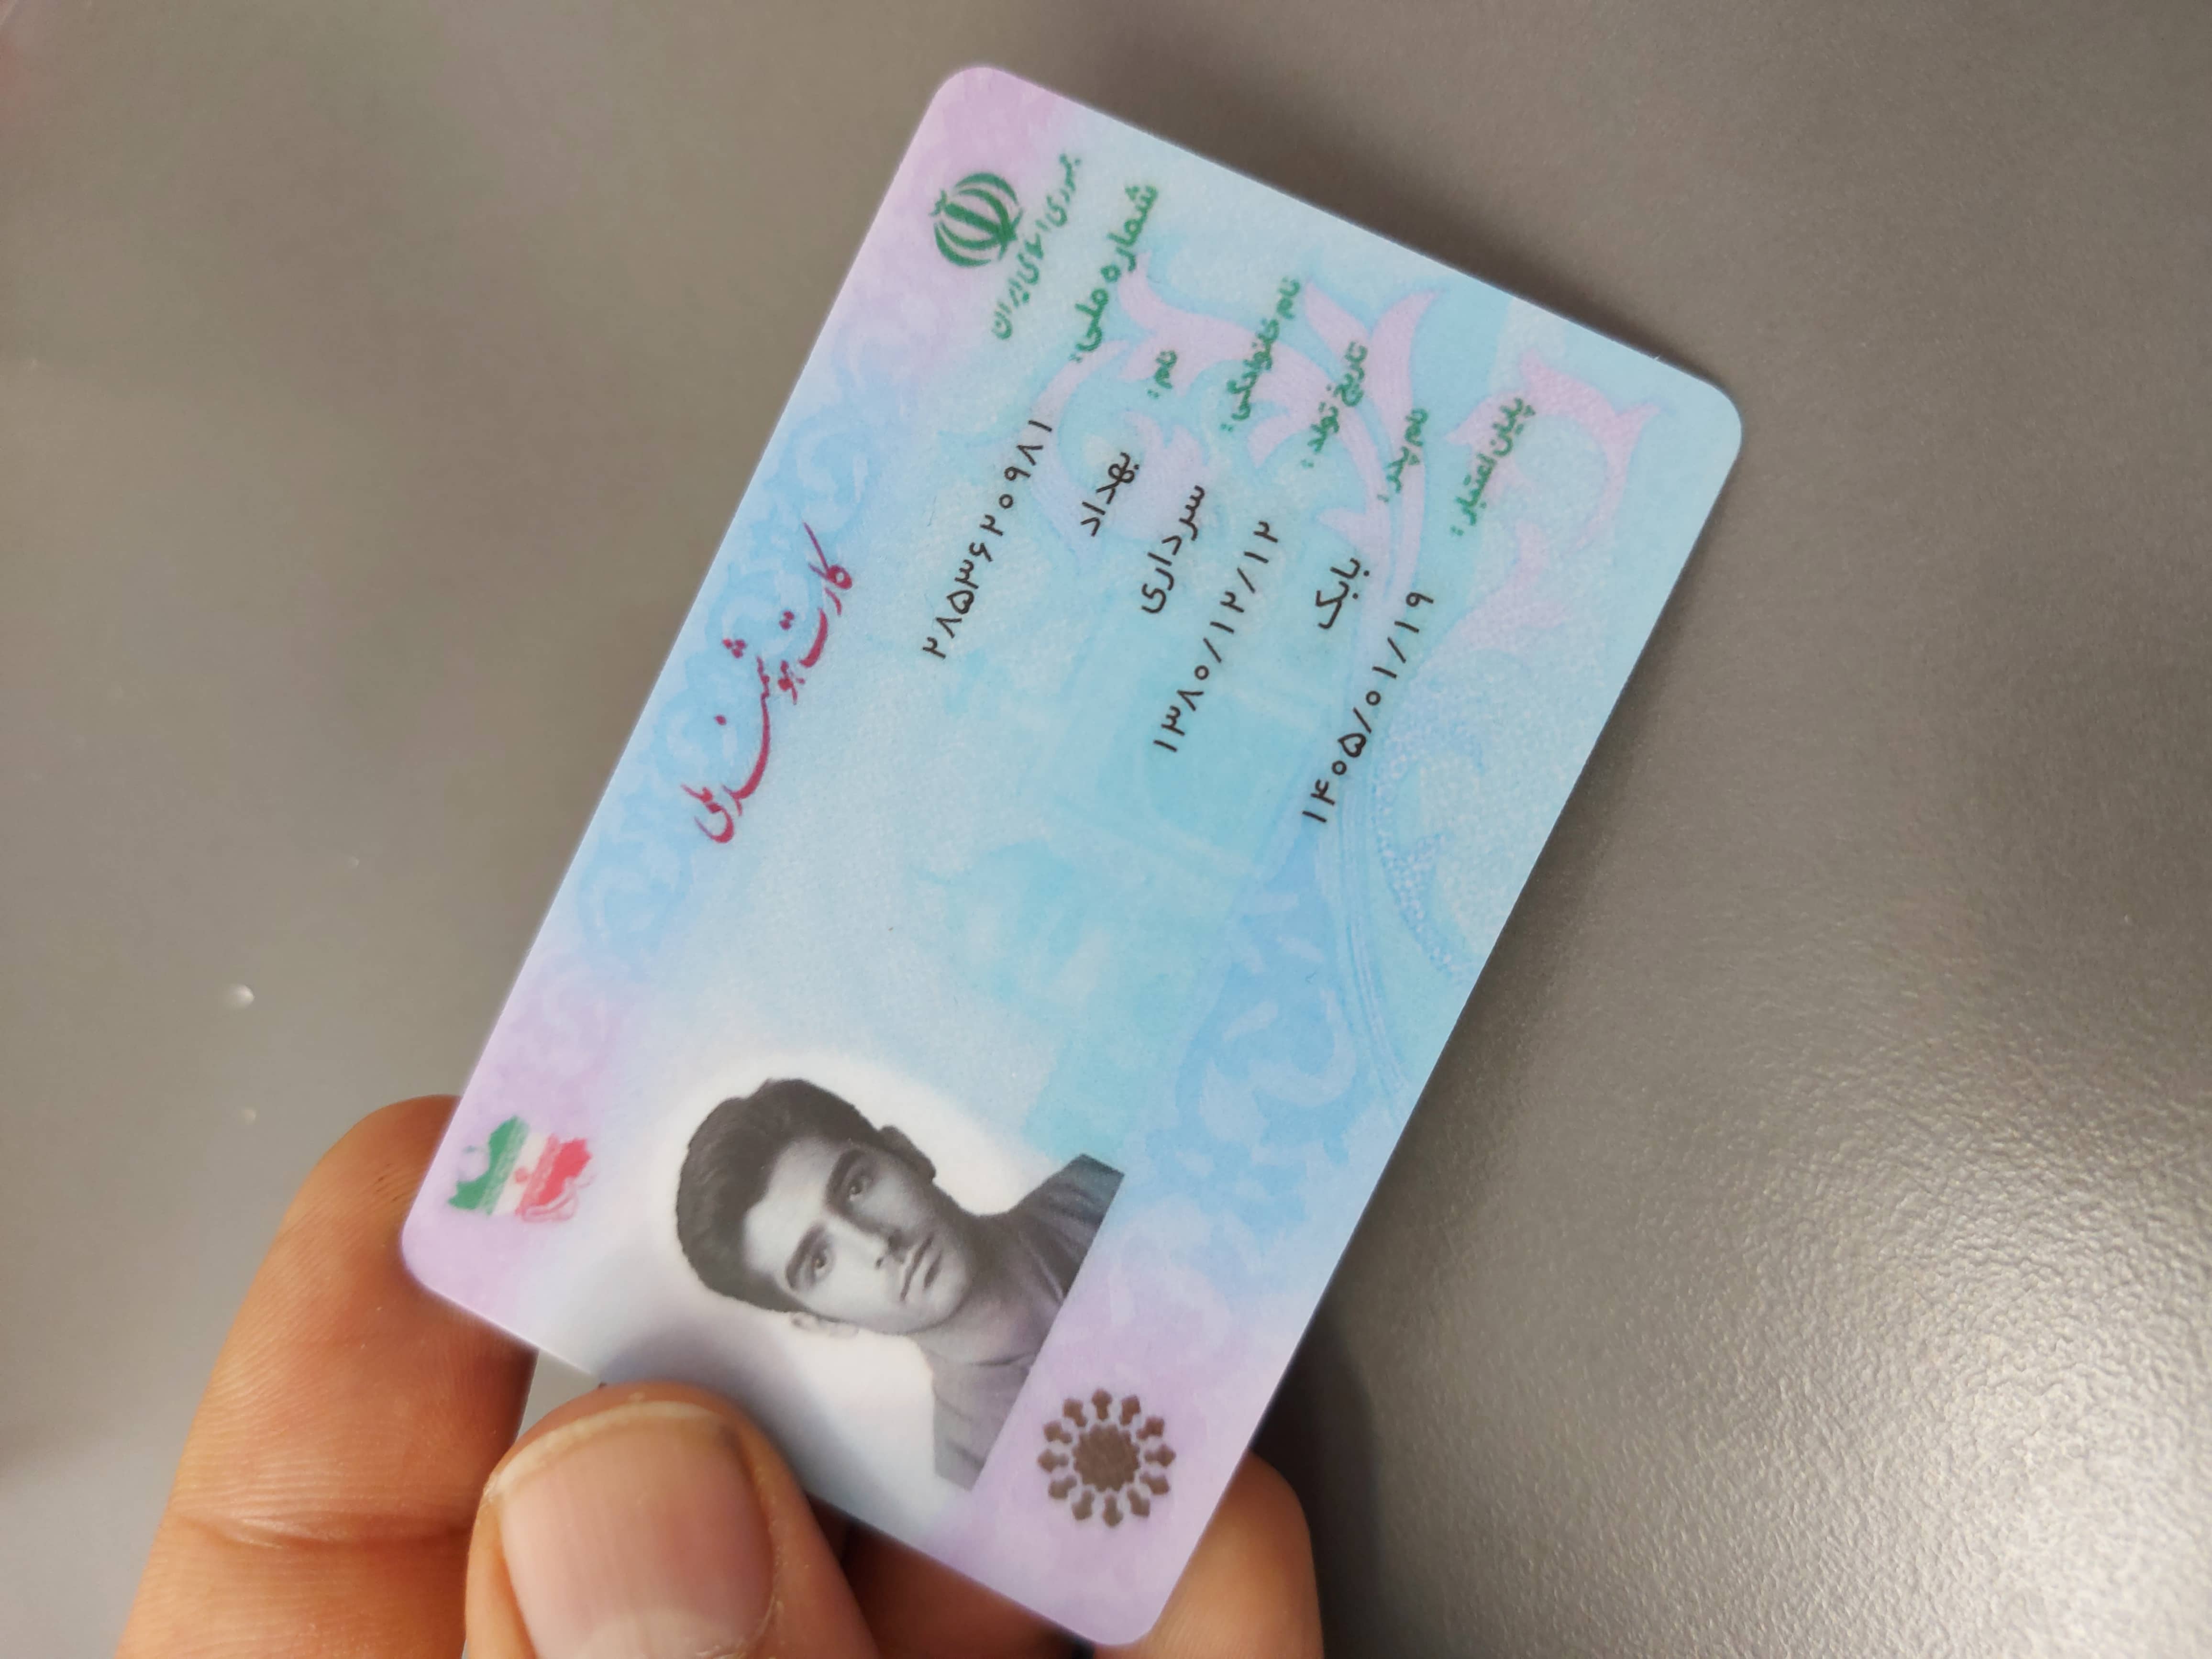 جمهوری اسلامی ایران
کارت هوشمند ملی
شماره ملی: ۲۸۵۳۶۲۰۹۸۱
نام: بهداد
نام خانوادگی: سرداری
تاریخ تولد: ۱۳۸۰/۱۲/۱۲
نام پدر: بابک
پایان اعتبار: ۱۴۰۵/۰۱/۱۹